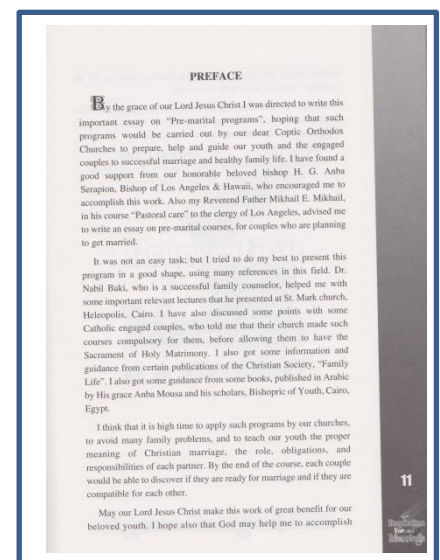 PREFACE
By the grace of our Lord Jesus Christ I was directed to write this
important essay on “Pre-marital programs”, hoping that such
programs would be carried out by our dear Coptic Orthodox
Churches to prepare, help and guide our youth and the engaged
couples to successful marriage and healthy family life. I have found a
good support from our honorable beloved bishop H. G. Anba
Serapion, Bishop of Los Angeles & Hawaii, who encouraged me to
accomplish this work. Also my Reverend Father Mikhail E. Mikhail,
in his course “Pastoral care” to the clergy of Los Angeles, advised me
to write an essay on pre-marital courses, for couples who are planning
to get married.
It was not an easy task; but I tried to do my best to present this
program in a good shape, using many references in this field. Dr.
Nabil Baki, who is a successful family counselor, helped me with
some important relevant lectures that he presented at St. Mark church,
Heleopolis, Cairo. I have also discussed some points with some
Catholic engaged couples, who told me that their church made such
courses compulsory for them, before allowing them to have the
Sacrament of Holy Matrimony. I also got some information and
guidance from certain publications of the Christian Society, “Family
Life”. I also got some guidance from some books, published in Arabic
by His grace Anba Mousa and his scholars, Bishopric of Youth, Cairo,
Egypt.
I think that it is high time to apply such programs by our churches,
to avoid many family problems, and to teach our youth the proper
meaning of Christian marriage, the role, obligations, and
responsibilities of each partner. By the end of the course, each couple
would be able to discover if they are ready for marriage and if they are
compatible for each other.
May our Lord Jesus Christ make this work of great benefit for our
beloved youth. I hope also that God may help me to accomplish
11
For
Marriage